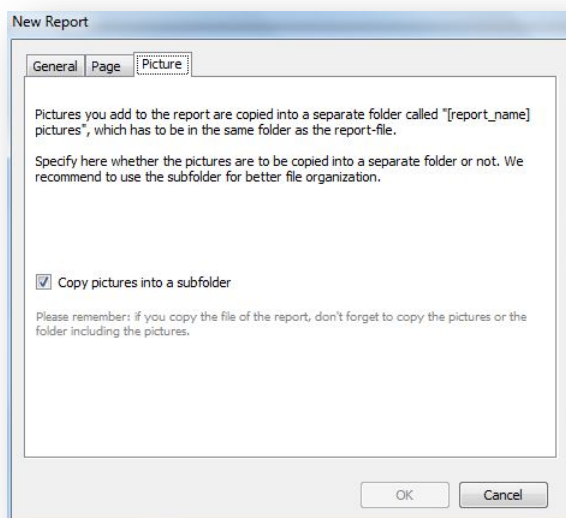 New Report
General Page Picture
Pictures you add to the report are copied into a separate folder called "[report_name]
pictures", which has to be in the same folder as the report-file.
Specify here whether the pictures are to be copied into a separate folder or not. We
recommend to use the subfolder for better file organization.
Copy pictures into a subfolder
Please remember: if you copy the file of the report, don't forget to copy the pictures or the
folder including the pictures.
OK Cancel